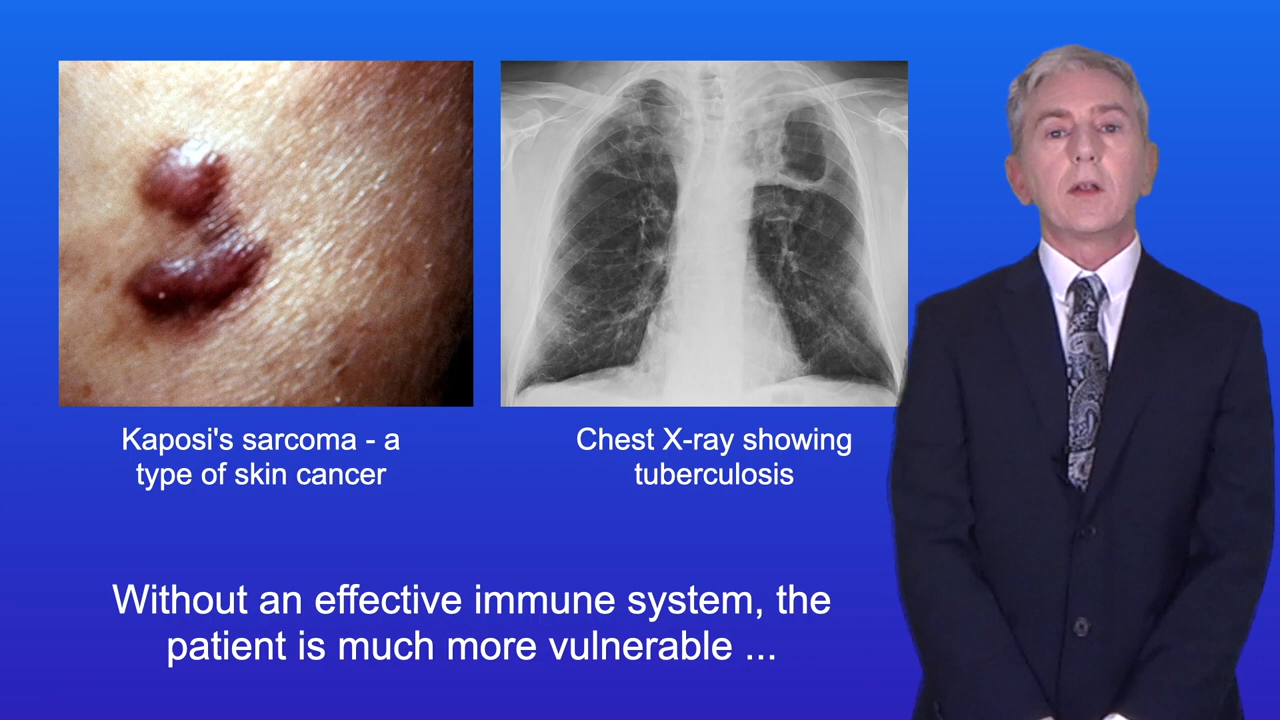 Kaposi's sarcoma - a
type of skin cancer
Chest X-ray showing
tuberculosis
Without an effective immune system, the
patient is much more vulnerable ...